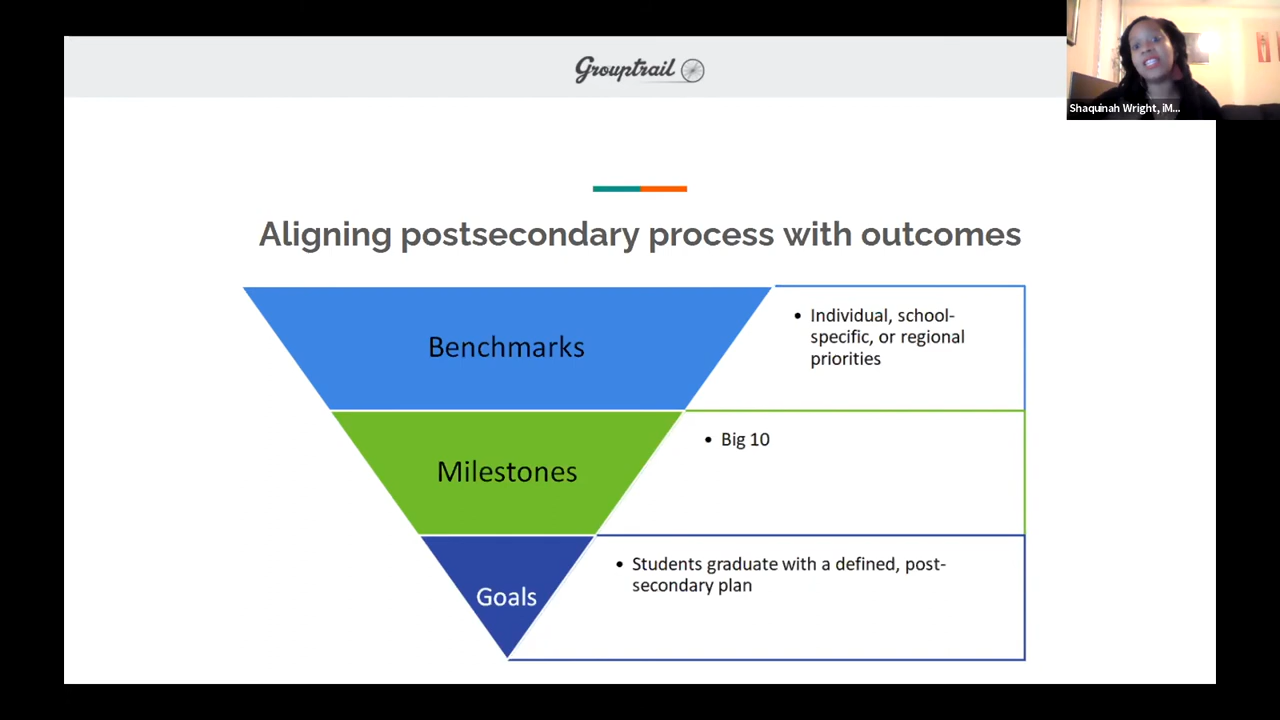 Grouptrail
Shaquinah Wright, iM...
Aligning postsecondary process with outcomes
Benchmarks
• Individual, school-
specific, or regional
priorities
Milestones
• Big 10
Goals
• Students graduate with a defined, post-
secondary plan